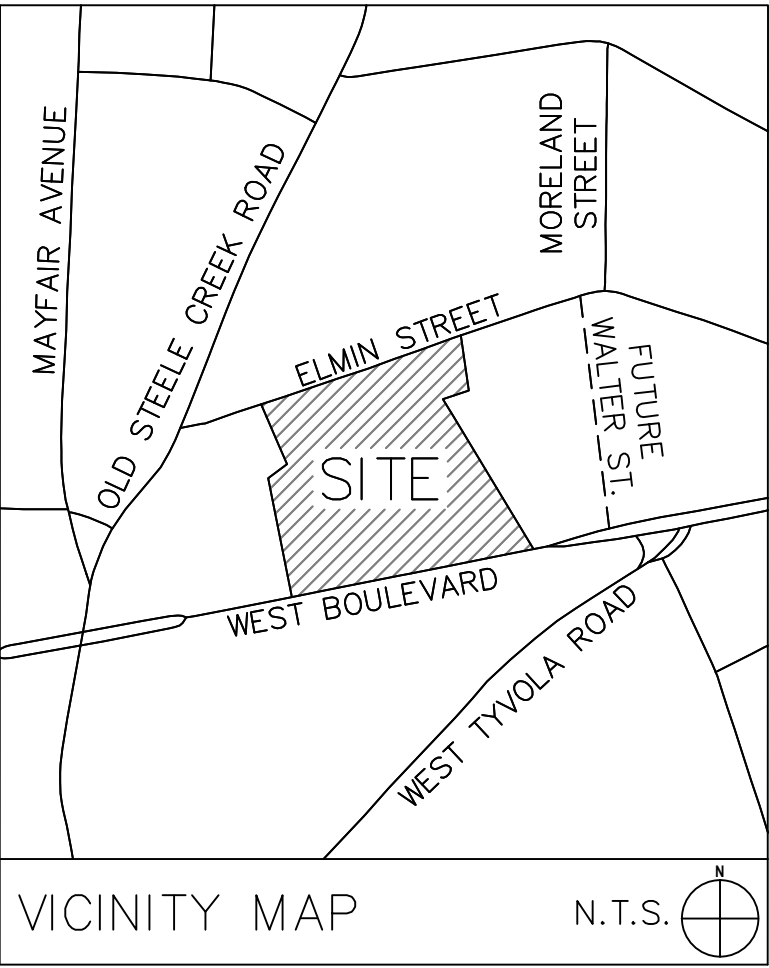 MAYFAIR AVENUE
OLD STEELE CREEK ROAD
MORELAND
STREET
ELMIN STREET
FUTURE
WALTER ST.
SITE
WEST BOULEVARD
WEST TYVOLA ROAD
VICINITY MAP
N.T.S.
N